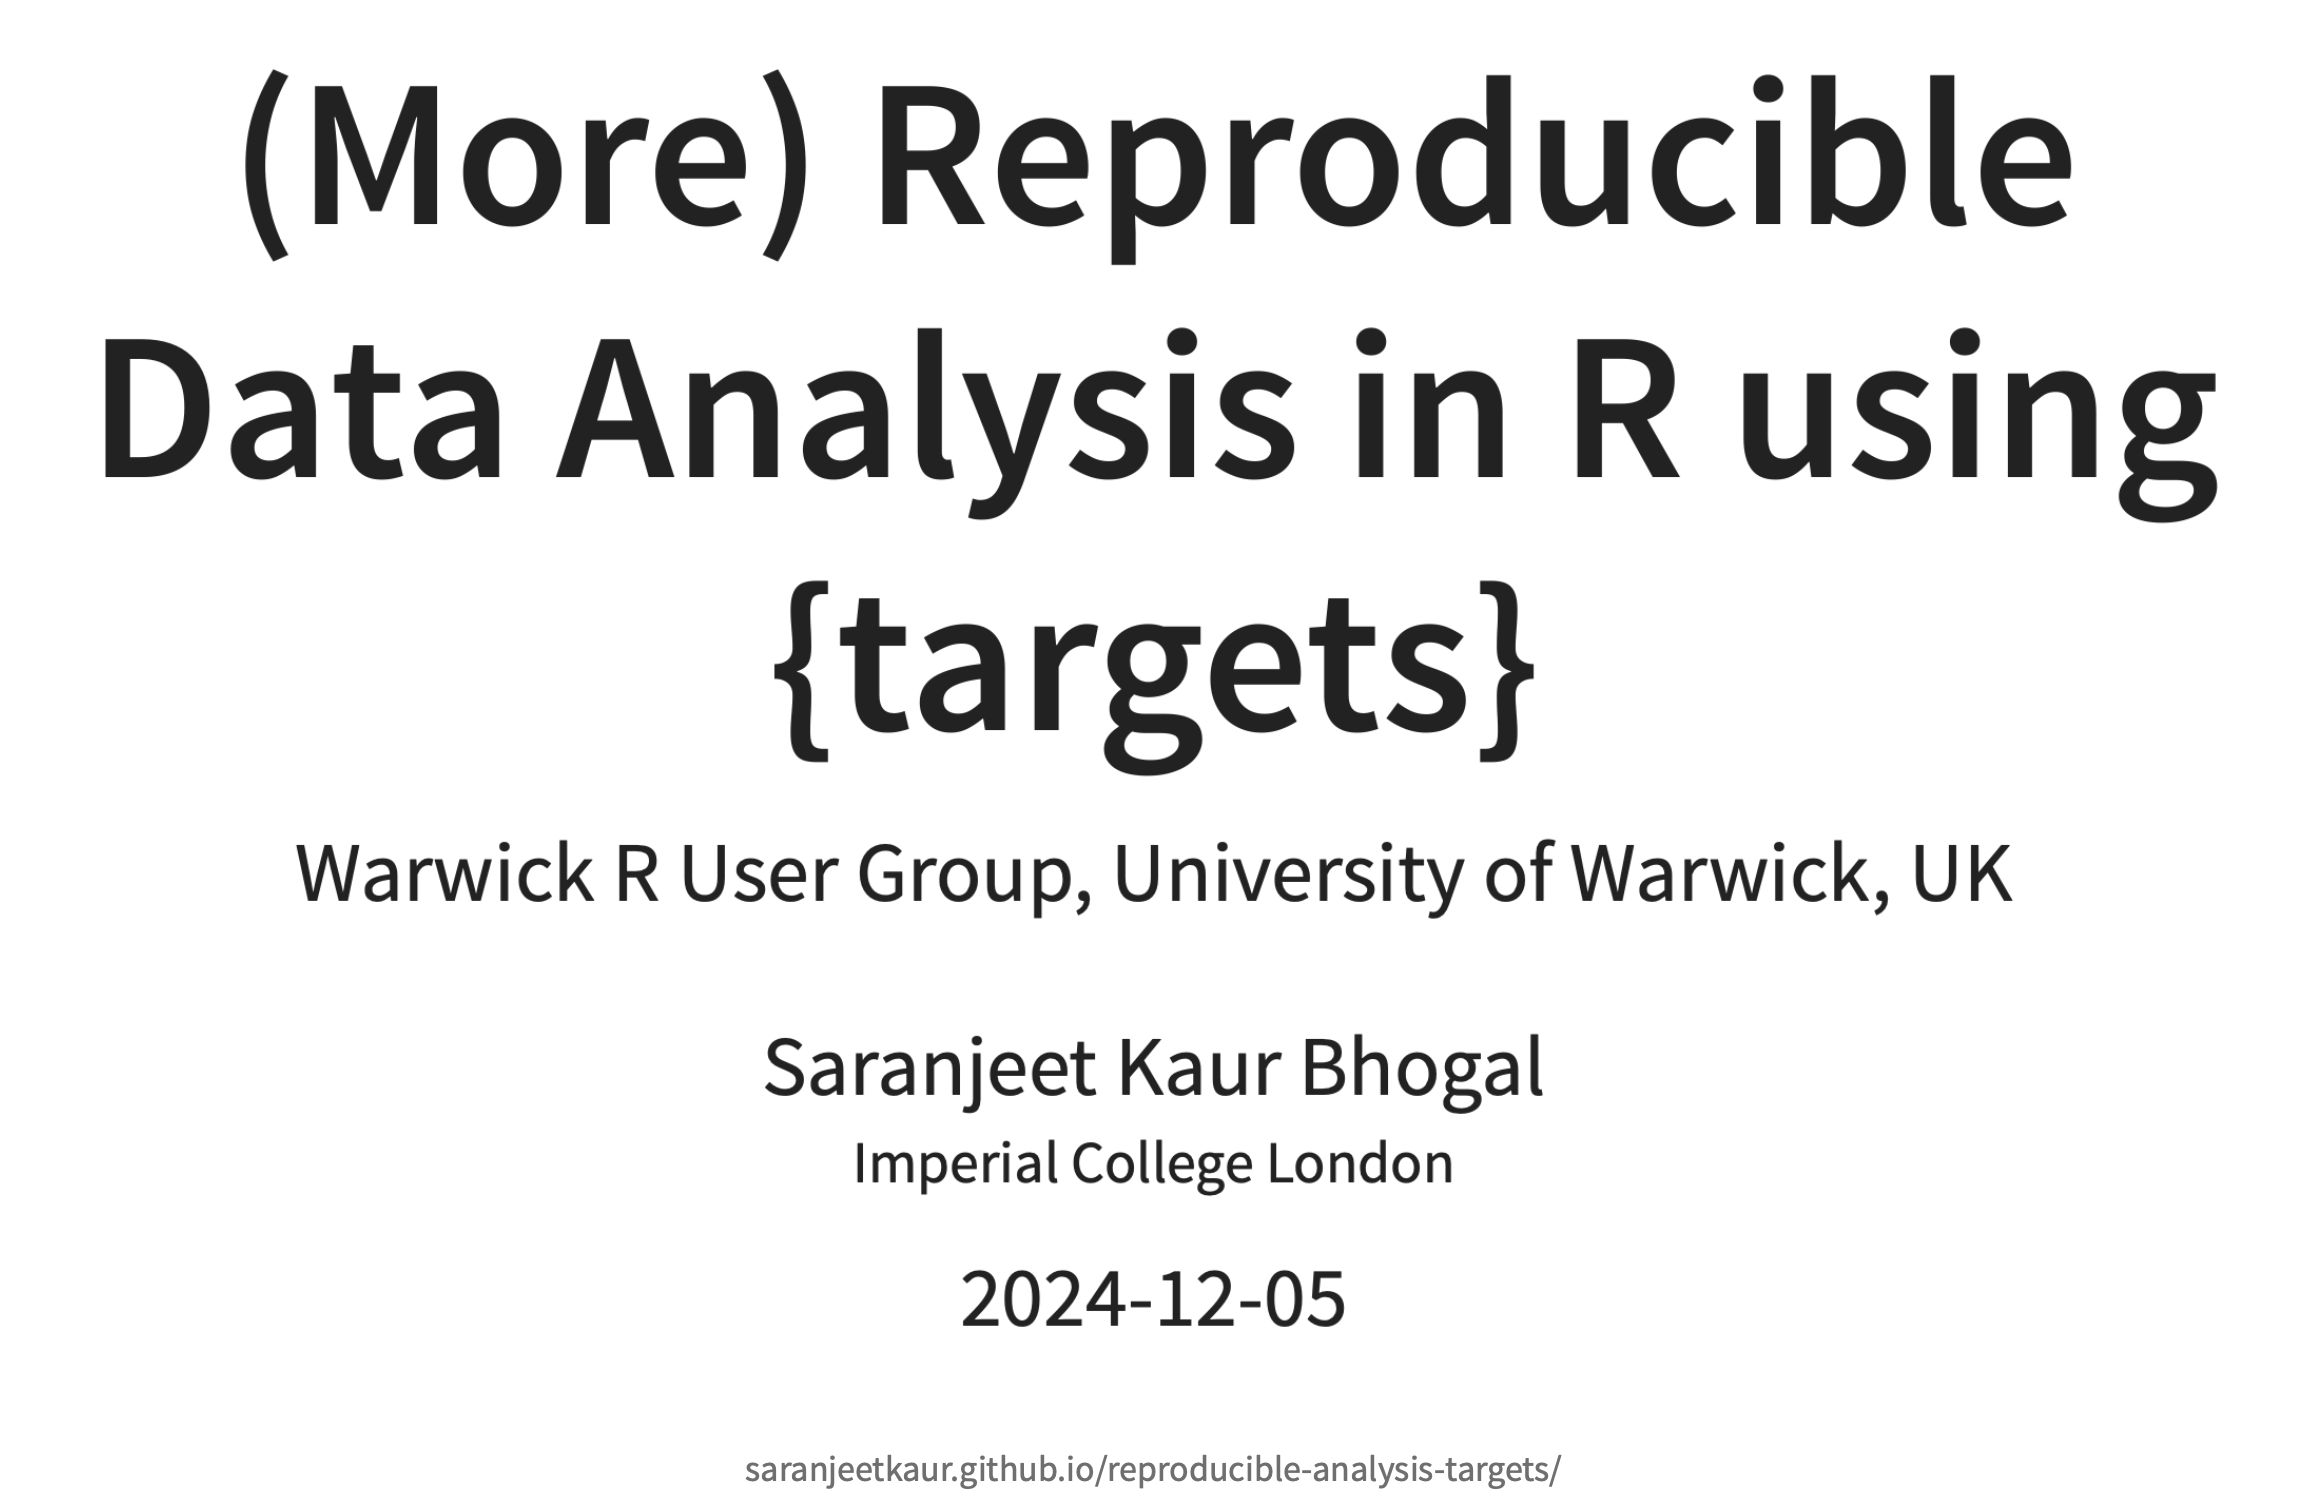 (More) Reproducible
Data Analysis in R using
{targets}
Warwick R User Group, University of Warwick, UK
Saranjeet Kaur Bhogal
Imperial College London
2024-12-05
saranjeetkaur.github.io/reproducible-analysis-targets/